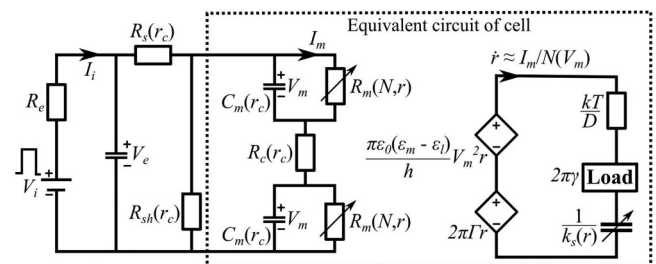 Equivalent circuit of cell
R_s(r_c)
I_i
I_m
ṙ ≈ I_m/N(V_m)
R_e
C_m(r_c)
V_m
R_m(N,r)
kT
D
V_i
V_e
R_c(r_c)
πε_0(ε_m - ε_l)
h
V_m^2r
2πγ
Load
R_sh(r_c)
C_m(r_c)
V_m
R_m(N,r)
2πΓr
1
k_s(r)